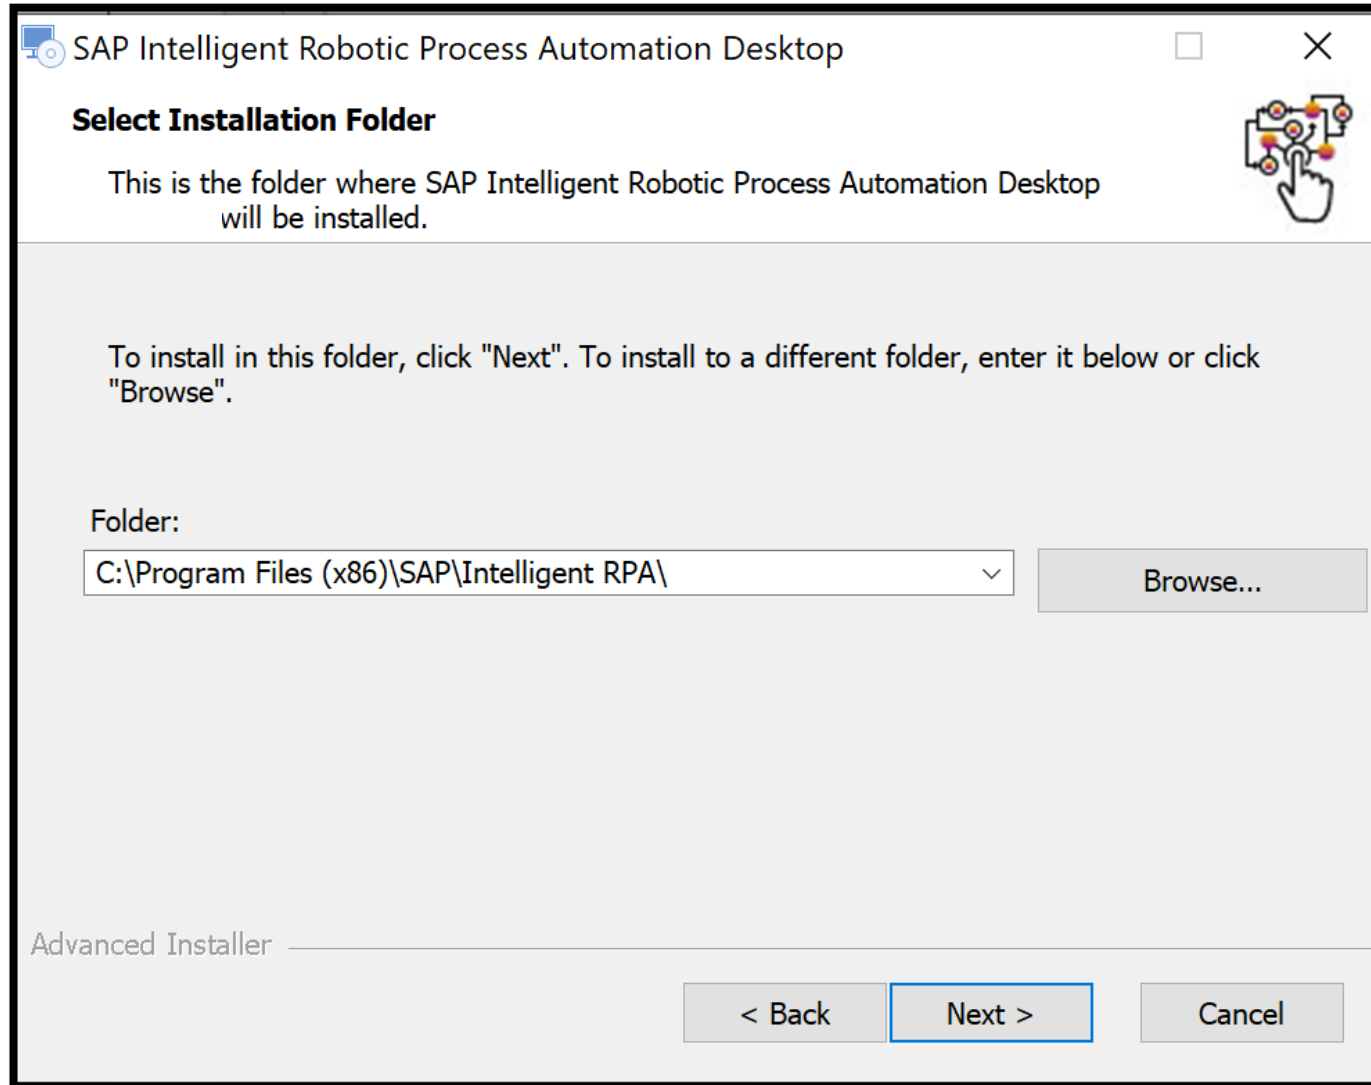 SAP Intelligent Robotic Process Automation Desktop
Select Installation Folder
This is the folder where SAP Intelligent Robotic Process Automation Desktop
will be installed.
To install in this folder, click "Next". To install to a different folder, enter it below or click
"Browse".
Folder:
C:\Program Files (x86)\SAP\Intelligent RPA\
Browse...
Advanced Installer
< Back
Next >
Cancel